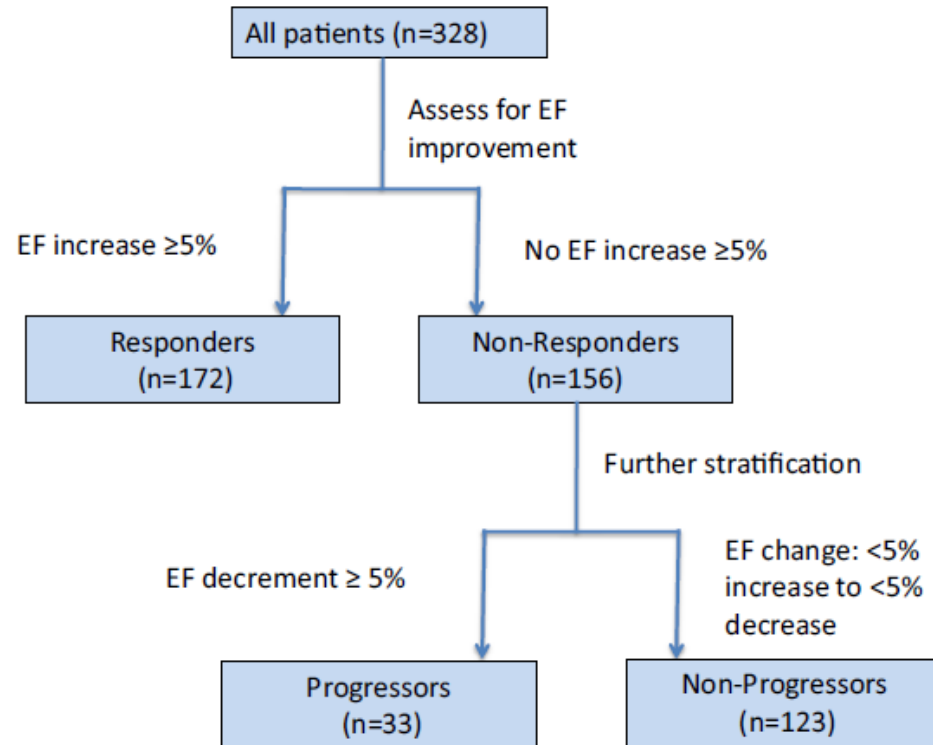 All patients (n=328)
Assess for EF
improvement
EF increase ≥5%
No EF increase ≥5%
Responders
(n=172)
Non-Responders
(n=156)
Further stratification
EF decrement ≥ 5%
EF change: <5%
increase to <5%
decrease
Progressors
(n=33)
Non-Progressors
(n=123)